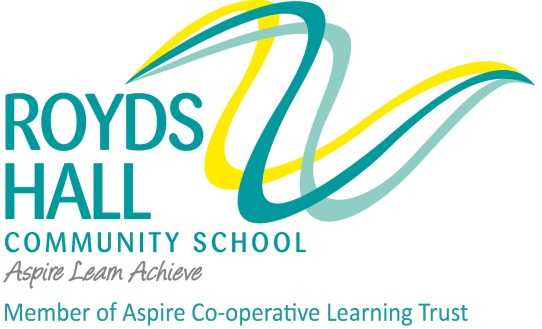 ROYDS
HALL
COMMUNITY SCHOOL
Aspire Learn Achieve
Member of Aspire Co-operative Learning Trust